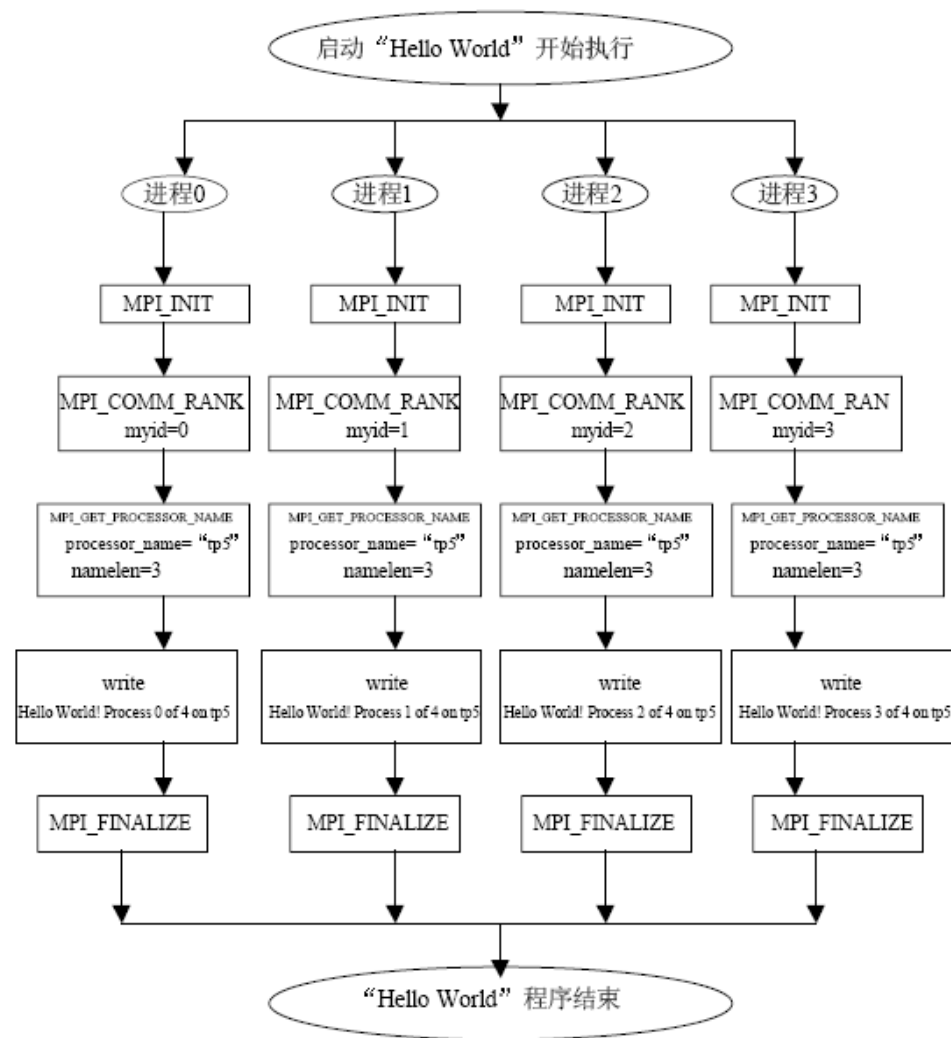 启动“Hello World”开始执行
进程0
进程1
进程2
进程3
MPI_INIT
MPI_INIT
MPI_INIT
MPI_INIT
MPI_COMM_RANK
myid=0
MPI_COMM_RANK
myid=1
MPI_COMM_RANK
myid=2
MPI_COMM_RAN
myid=3
MPI_GET_PROCESSOR_NAME
processor_name=“tp5”
namelen=3
MPI_GET_PROCESSOR_NAME
processor_name=“tp5”
namelen=3
MPI_GET_PROCESSOR_NAME
processor_name=“tp5”
namelen=3
MPI_GET_PROCESSOR_NAME
processor_name=“tp5”
namelen=3
write
Hello World! Process 0 of 4 on tp5
write
Hello World! Process 1 of 4 on tp5
write
Hello World! Process 2 of 4 on tp5
write
Hello World! Process 3 of 4 on tp5
MPI_FINALIZE
MPI_FINALIZE
MPI_FINALIZE
MPI_FINALIZE
“Hello World”程序结束